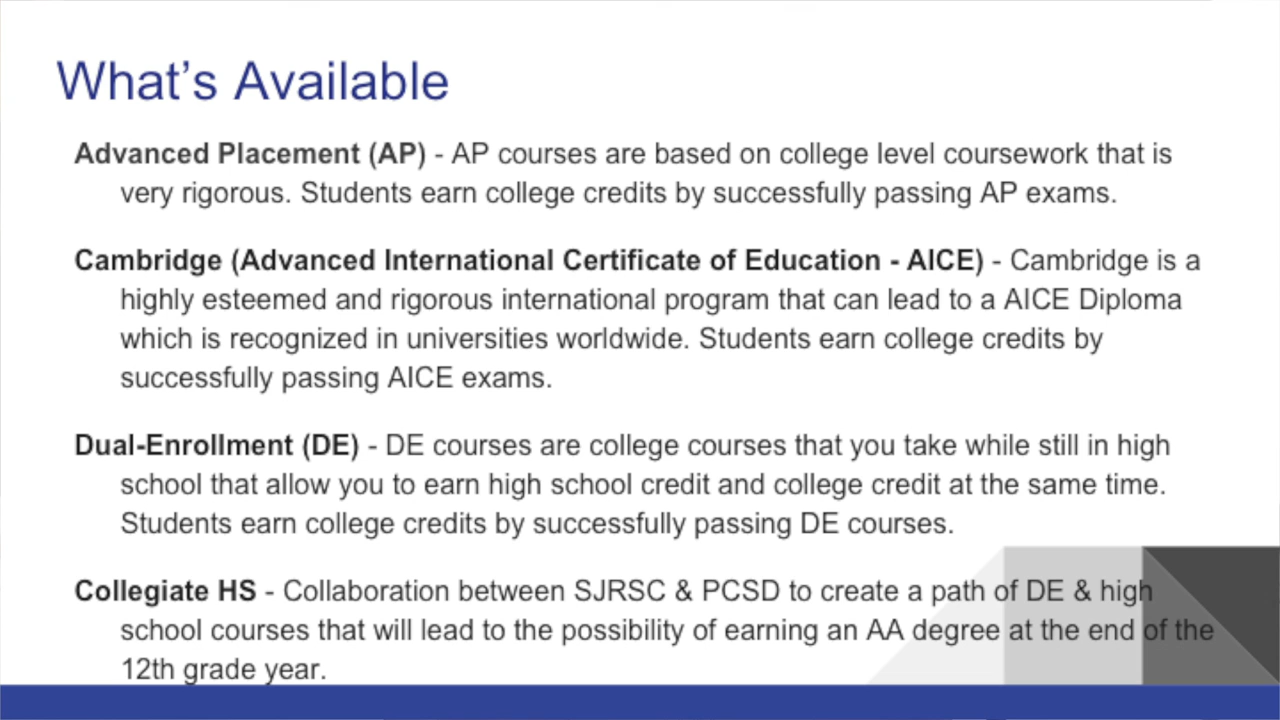 What's Available
Advanced Placement (AP) - AP courses are based on college level coursework that is
very rigorous. Students earn college credits by successfully passing AP exams.
Cambridge (Advanced International Certificate of Education - AICE) - Cambridge is a
highly esteemed and rigorous international program that can lead to a AICE Diploma
which is recognized in universities worldwide. Students earn college credits by
successfully passing AICE exams.
Dual-Enrollment (DE) - DE courses are college courses that you take while still in high
school that allow you to earn high school credit and college credit at the same time.
Students earn college credits by successfully passing DE courses.
Collegiate HS - Collaboration between SJRSC & PCSD to create a path of DE & high
school courses that will lead to the possibility of earning an AA degree at the end of the
12th grade year.